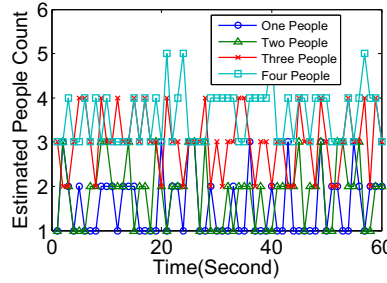 Estimated People Count
6
5
4
3
2
1
One People
Two People
Three People
Four People
0
20
40
60
Time(Second)